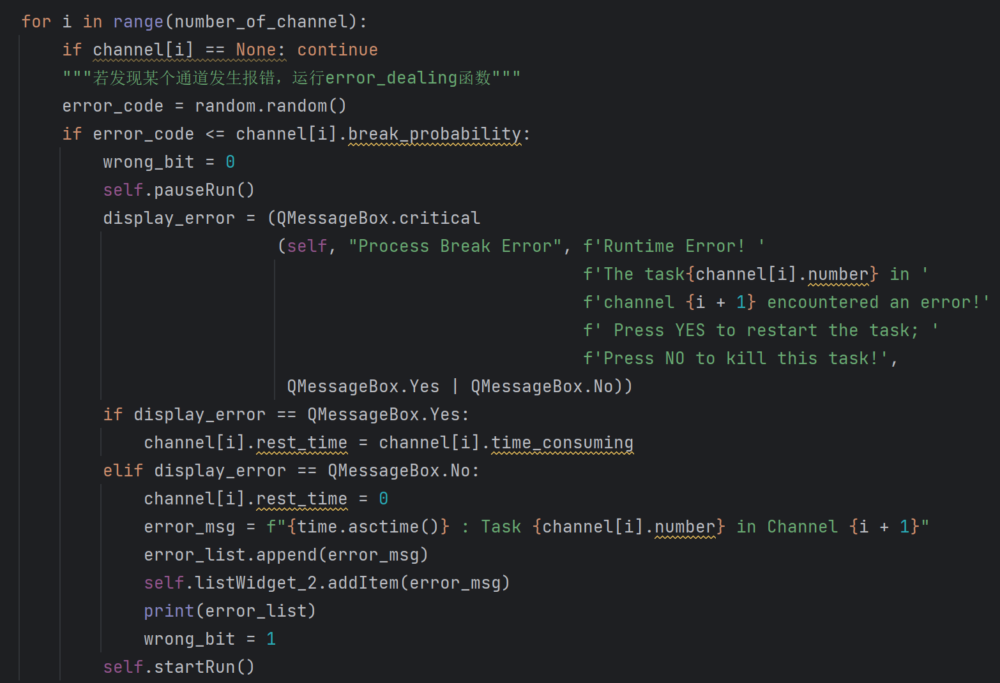 for i in range(number_of_channel):
    if channel[i] == None: continue
    """若发现某个通道发生报错，运行error_dealing函数"""
    error_code = random.random()
    if error_code <= channel[i].break_probability:
        wrong_bit = 0
        self.pauseRun()
        display_error = (QMessageBox.critical
                         (self, "Process Break Error", f'Runtime Error! '
                                                       f'The task{channel[i].number} in '
                                                       f'channel {i + 1} encountered an error!'
                                                       f' Press YES to restart the task; '
                                                       f'Press NO to kill this task!',
                          QMessageBox.Yes | QMessageBox.No))
        if display_error == QMessageBox.Yes:
            channel[i].rest_time = channel[i].time_consuming
        elif display_error == QMessageBox.No:
            channel[i].rest_time = 0
            error_msg = f"{time.asctime()} : Task {channel[i].number} in Channel {i + 1}"
            error_list.append(error_msg)
            self.listWidget_2.addItem(error_msg)
            print(error_list)
            wrong_bit = 1
        self.startRun()